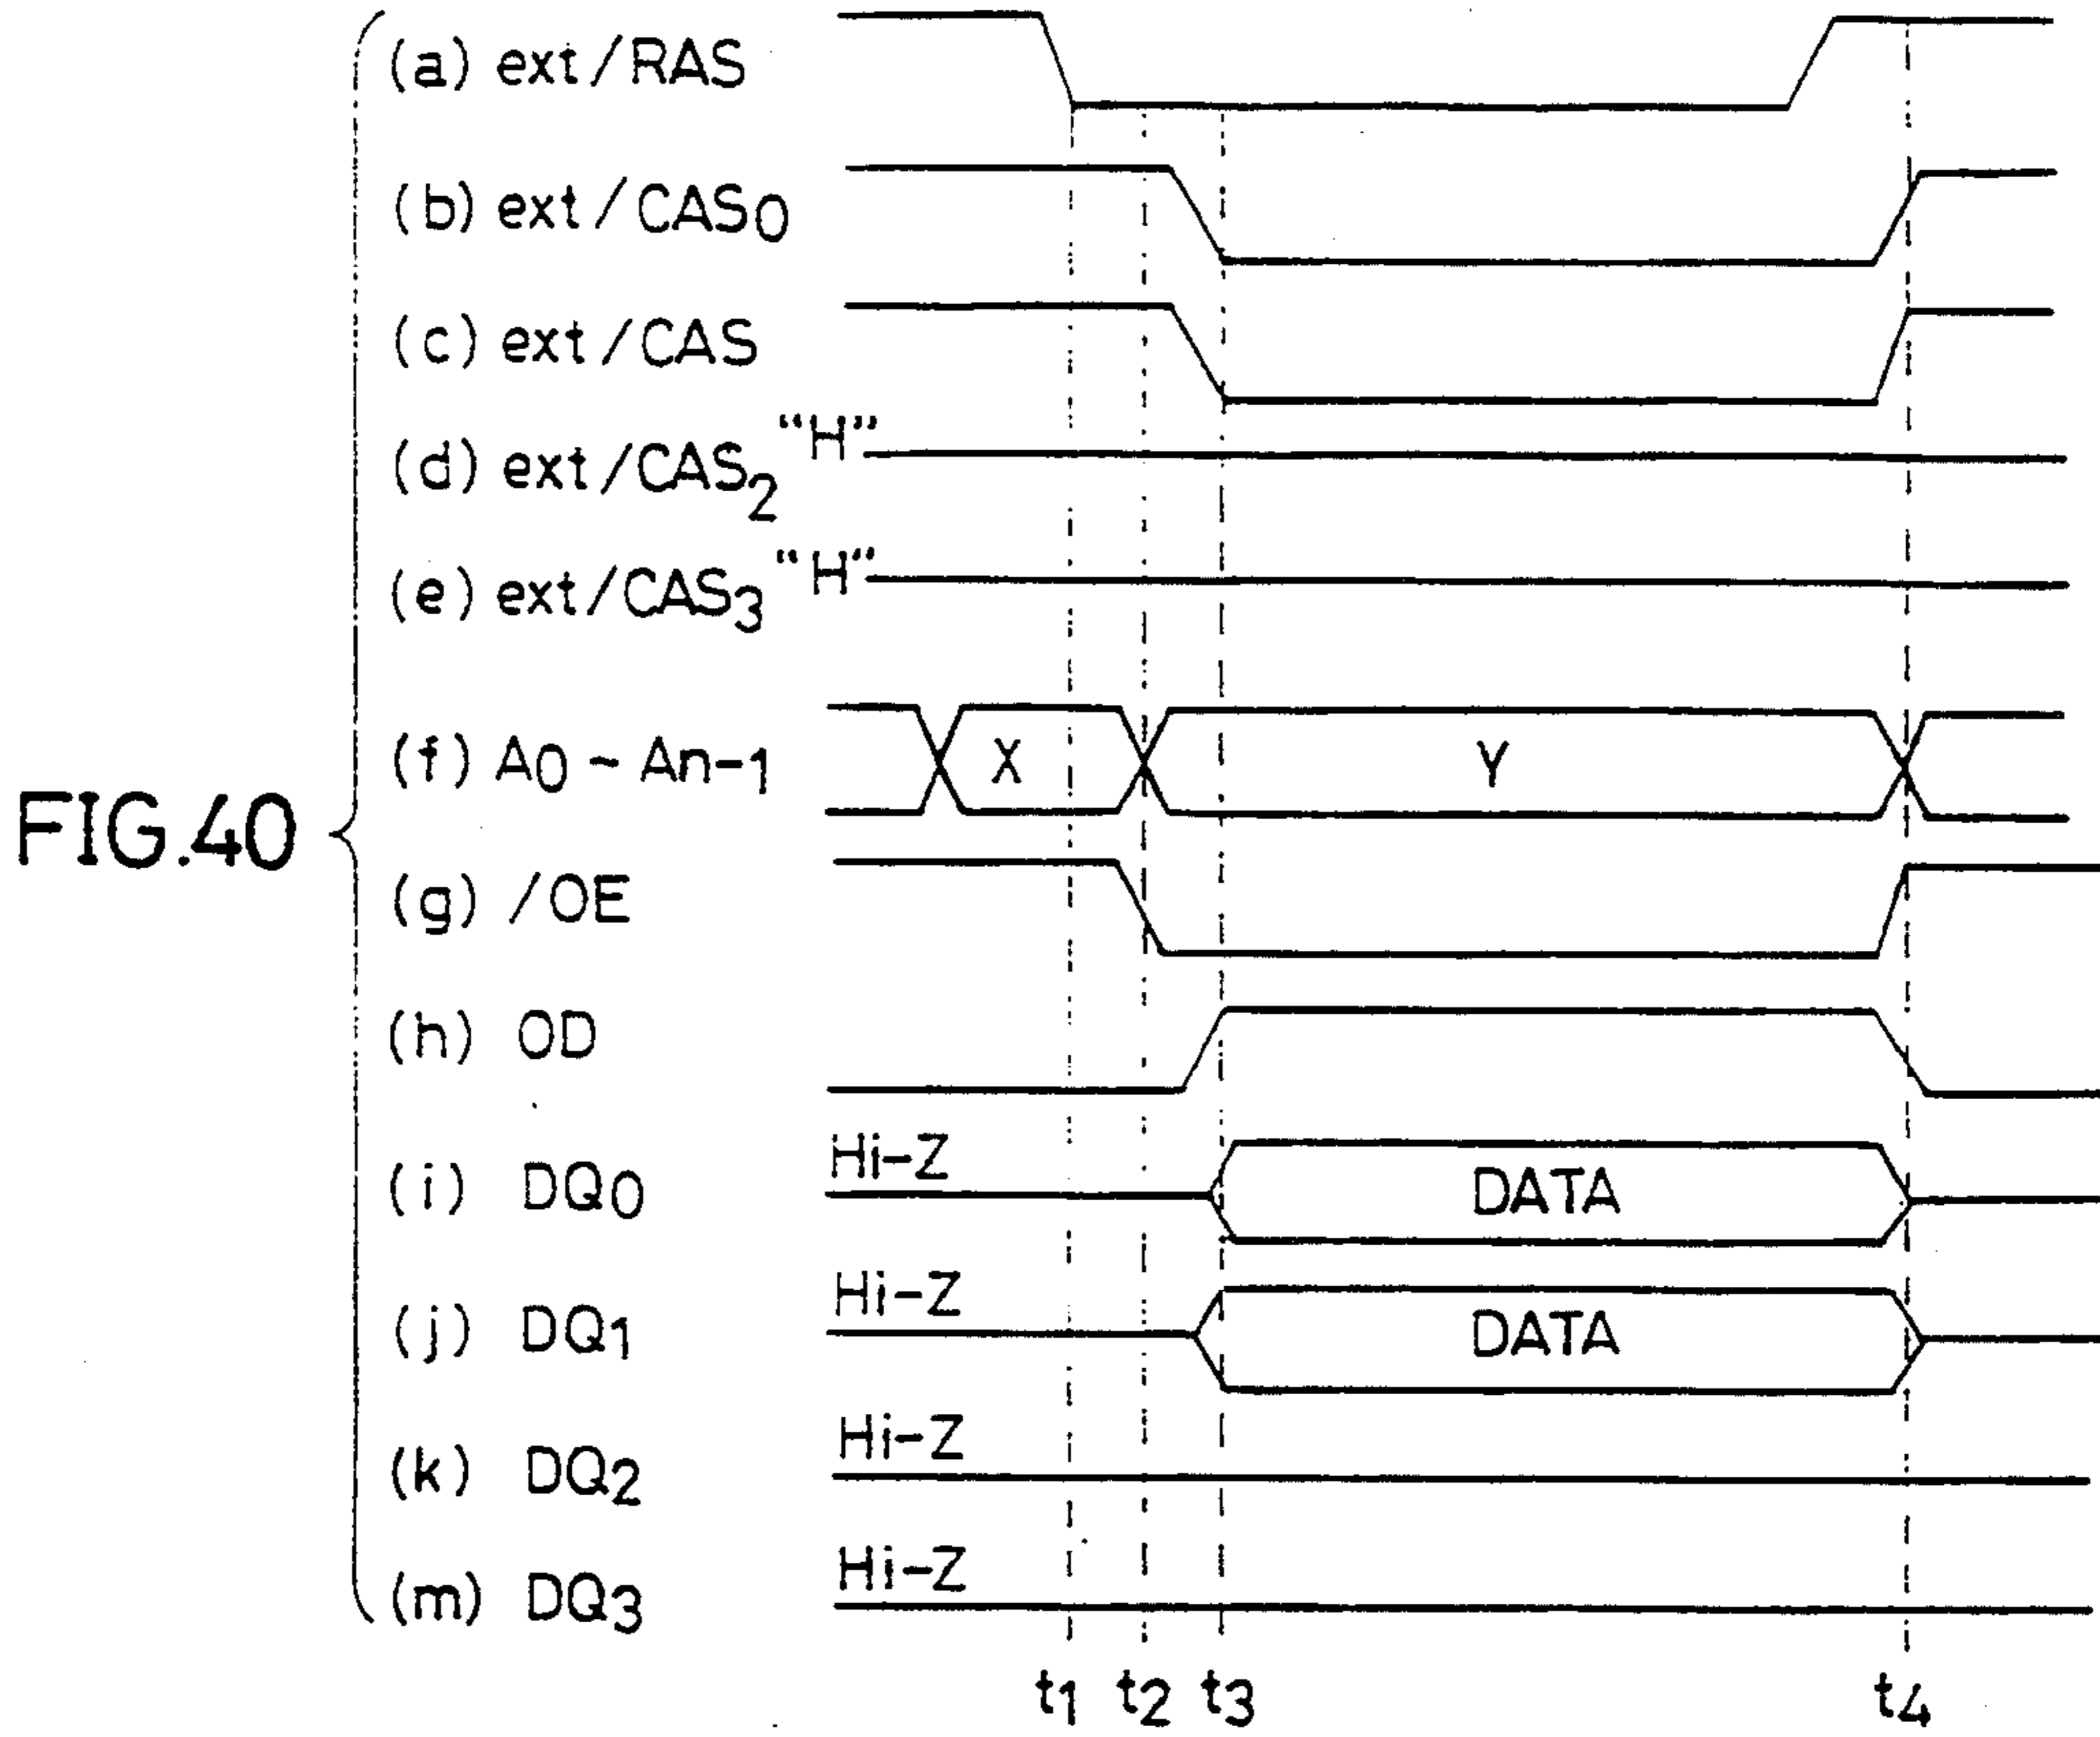 FIG.40
(a) ext/RAS
(b) ext/CAS0
(c) ext/CAS
(d) ext/CAS2 "H"
(e) ext/CAS3 "H"
(f) A0 ~ An-1 X Y
(g) /OE
(h) OD
(i) DQ0 Hi-Z DATA
(j) DQ1 Hi-Z DATA
(k) DQ2 Hi-Z
(m) DQ3 Hi-Z
t1 t2 t3 t4